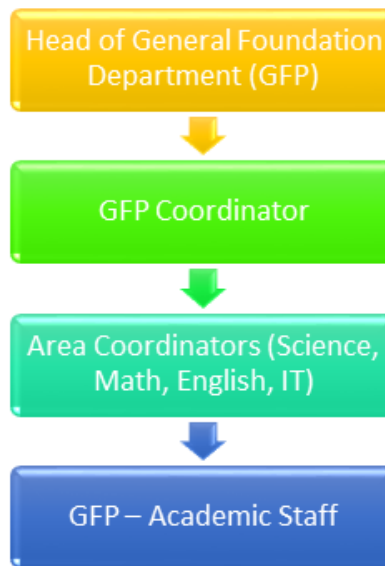 Head of General Foundation
Department (GFP)
GFP Coordinator
Area Coordinators (Science,
Math, English, IT)
GFP – Academic Staff